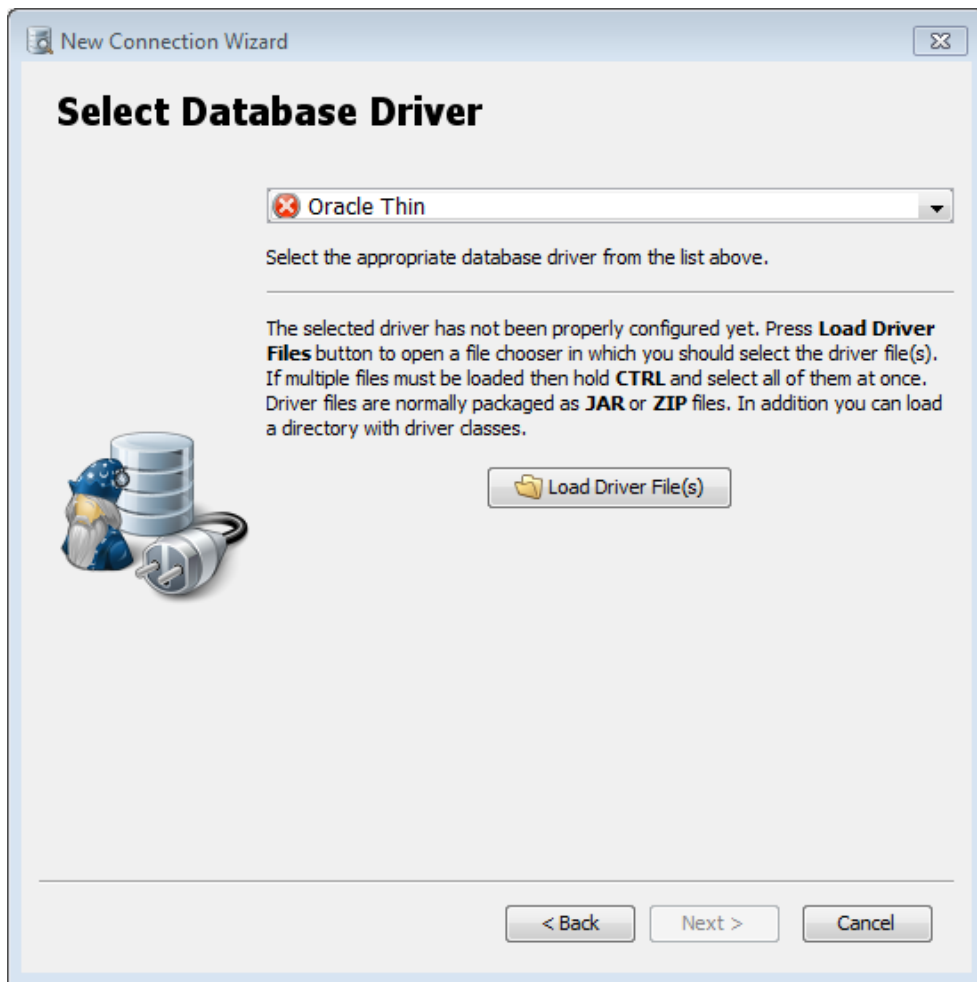 New Connection Wizard
Select Database Driver
Oracle Thin
Select the appropriate database driver from the list above.
The selected driver has not been properly configured yet. Press Load Driver
Files button to open a file chooser in which you should select the driver file(s).
If multiple files must be loaded then hold CTRL and select all of them at once.
Driver files are normally packaged as JAR or ZIP files. In addition you can load
a directory with driver classes.
Load Driver File(s)
< Back
Next >
Cancel